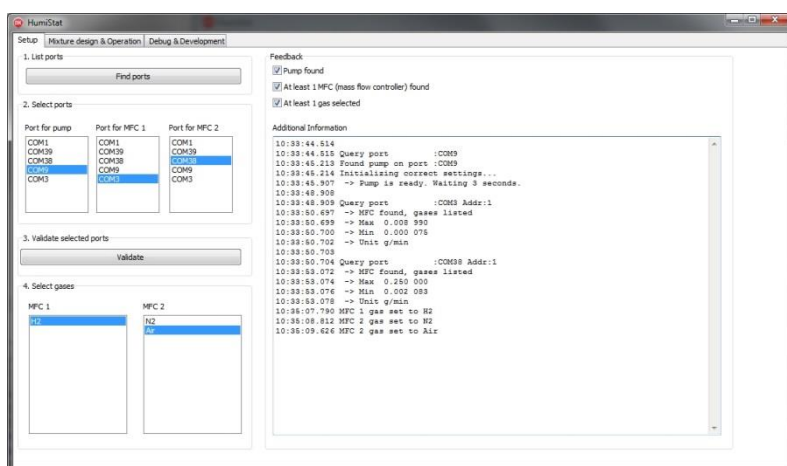 HumiStat
Setup Mixture design & Operation Debug & Development
1. List ports
Find ports
2. Select ports
Port for pump Port for MFC 1 Port for MFC 2
COM1 COM1 COM1
COM39 COM39 COM39
COM38 COM38 COM38
COM9 COM9 COM9
COM3 COM3 COM3
3. Validate selected ports
Validate
4. Select gases
MFC 1 MFC 2
H2 N2
Air
Feedback
Pump found
At least 1 MFC (mass flow controller) found
At least 1 gas selected
Additional Information
10:33:44.514
10:33:44.515 Query port :COM9
10:33:45.213 Found pump on port :COM9
10:33:45.214 Initializing correct settings...
10:33:45.907 -> Pump is ready. Waiting 3 seconds.
10:33:48.908
10:33:48.909 Query port :COM3 Addr:1
10:33:50.697 -> MFC found, gases listed
10:33:50.699 -> Max 0.008 990
10:33:50.700 -> Min 0.000 075
10:33:50.702 -> Unit g/min
10:33:50.703
10:33:50.704 Query port :COM38 Addr:1
10:33:53.072 -> MFC found, gases listed
10:33:53.074 -> Max 0.250 000
10:33:53.076 -> Min 0.002 083
10:33:53.078 -> Unit g/min
10:35:07.790 MFC 1 gas set to H2
10:35:08.812 MFC 2 gas set to N2
10:35:09.626 MFC 2 gas set to Air